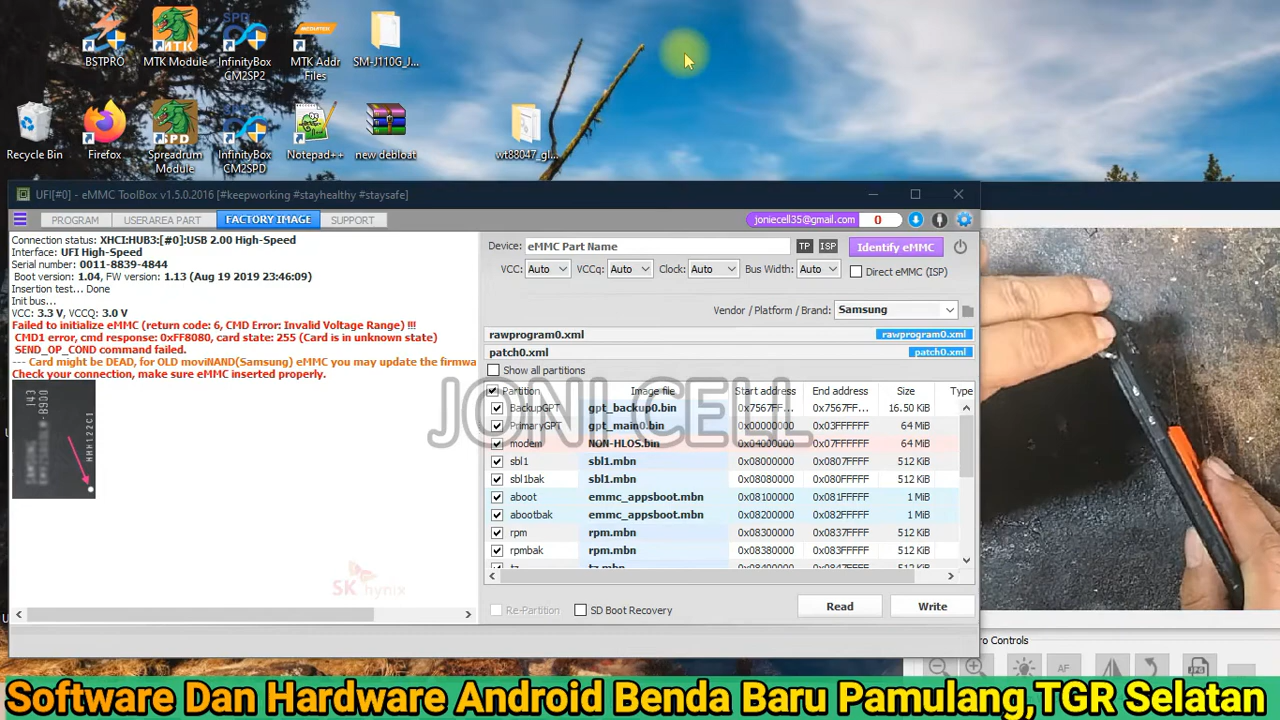 BSTPRO
MTK Module
InfinityBox CM2SP2
MTK Addr Files
SM-J110G_J...
Recycle Bin
Firefox
Spreadrum Module
InfinityBox CM2SPD
Notepad++
new debloat
wt88047_gl...
UFI[#0] - eMMC ToolBox v1.5.0.2016 [#keepworking #stayhealthy #staysafe]
PROGRAM USERAREA PART FACTORY IMAGE SUPPORT
joniecell35@gmail.com 0
Connection status: XHCI:HUB3:[#0]:USB 2.00 High-Speed
Interface: UFI High-Speed
Serial number: 0011-8839-4844
Boot version: 1.04, FW version: 1.13 (Aug 19 2019 23:46:09)
Insertion test... Done
Init bus...
VCC: 3.3 V, VCCQ: 3.0 V
Failed to initialize eMMC (return code: 6, CMD Error: Invalid Voltage Range) !!!
CMD1 error, cmd response: 0xFF8080, card state: 255 (Card is in unknown state)
SEND_OP_COND command failed.
--- Card might be DEAD, for OLD moviNAND(Samsung) eMMC you may update the firmwa
Check your connection, make sure eMMC inserted properly.
SK hynix
Device: eMMC Part Name TP ISP Identify eMMC
VCC: Auto VCCq: Auto Clock: Auto Bus Width: Auto Direct eMMC (ISP)
Vendor / Platform / Brand: Samsung
rawprogram0.xml rawprogram0.xml
patch0.xml patch0.xml
Show all partitions
Partition Image file Start address End address Size Type
BackupGPT gpt_backup0.bin 0x7567FF... 0x7567FF... 16.50 KiB
PrimaryGPT gpt_main0.bin 0x00000000 0x03FFFFFF 64 MiB
modem NON-HLOS.bin 0x04000000 0x07FFFFFF 64 MiB
sbl1 sbl1.mbn 0x08000000 0x0807FFFF 512 KiB
sbl1bak sbl1.mbn 0x08080000 0x080FFFFF 512 KiB
aboot emmc_appsboot.mbn 0x08100000 0x081FFFFF 1 MiB
abootbak emmc_appsboot.mbn 0x08200000 0x082FFFFF 1 MiB
rpm rpm.mbn 0x08300000 0x0837FFFF 512 KiB
rpmbak rpm.mbn 0x08380000 0x083FFFFF 512 KiB
Re-Partition SD Boot Recovery Read Write
JONI CELL
ro Controls
Software Dan Hardware Android Benda Baru Pamulang,TGR Selatan